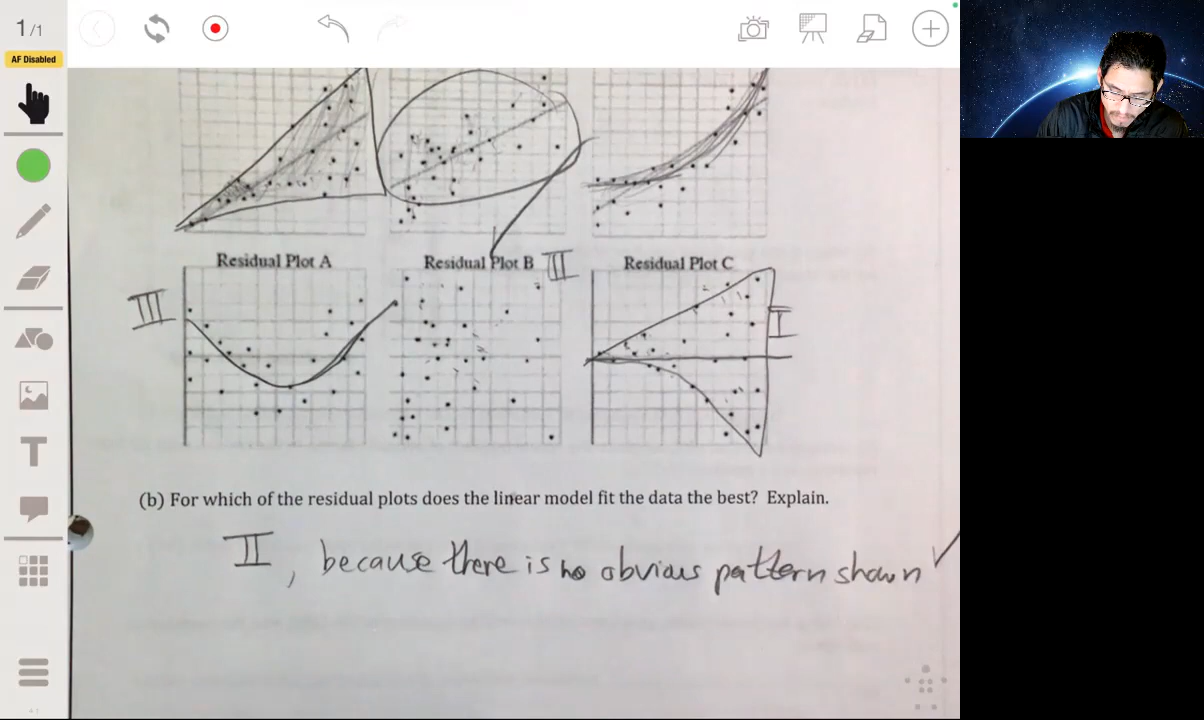 1/1
AF Disabled
Residual Plot A
Residual Plot B II
Residual Plot C
III
I
(b) For which of the residual plots does the linear model fit the data the best? Explain.
II, because there is no obvious pattern shown
T